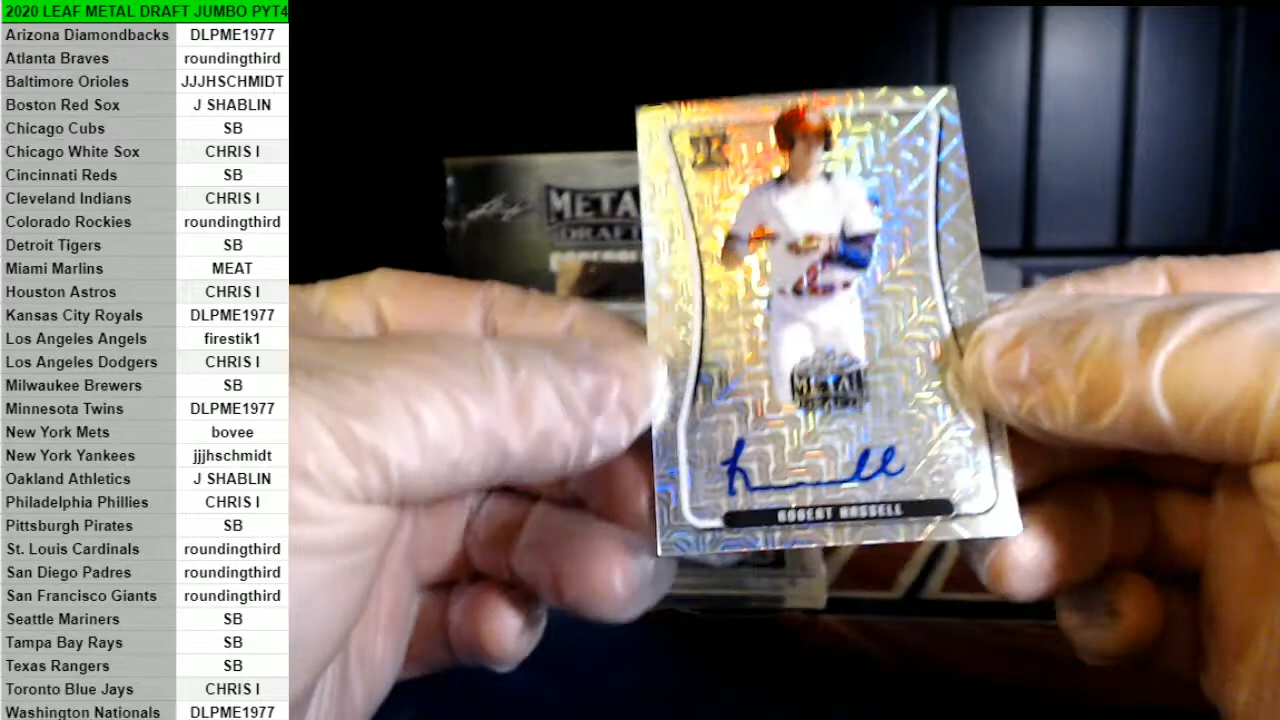 2020 LEAF METAL DRAFT JUMBO PYT4
Arizona Diamondbacks DLPME1977
Atlanta Braves roundingthird
Baltimore Orioles JJJHSCHMIDT
Boston Red Sox J SHABLIN
Chicago Cubs SB
Chicago White Sox CHRIS I
Cincinnati Reds SB
Cleveland Indians CHRIS I
Colorado Rockies roundingthird
Detroit Tigers SB
Miami Marlins MEAT
Houston Astros CHRIS I
Kansas City Royals DLPME1977
Los Angeles Angels firestik1
Los Angeles Dodgers CHRIS I
Milwaukee Brewers SB
Minnesota Twins DLPME1977
New York Mets bovee
New York Yankees jjjhschmidt
Oakland Athletics J SHABLIN
Philadelphia Phillies CHRIS I
Pittsburgh Pirates SB
St. Louis Cardinals roundingthird
San Diego Padres roundingthird
San Francisco Giants roundingthird
Seattle Mariners SB
Tampa Bay Rays SB
Texas Rangers SB
Toronto Blue Jays CHRIS I
Washington Nationals DLPME1977
Leaf
META
DRAFT
METAL
DRAFT
ROBERT HASSELL